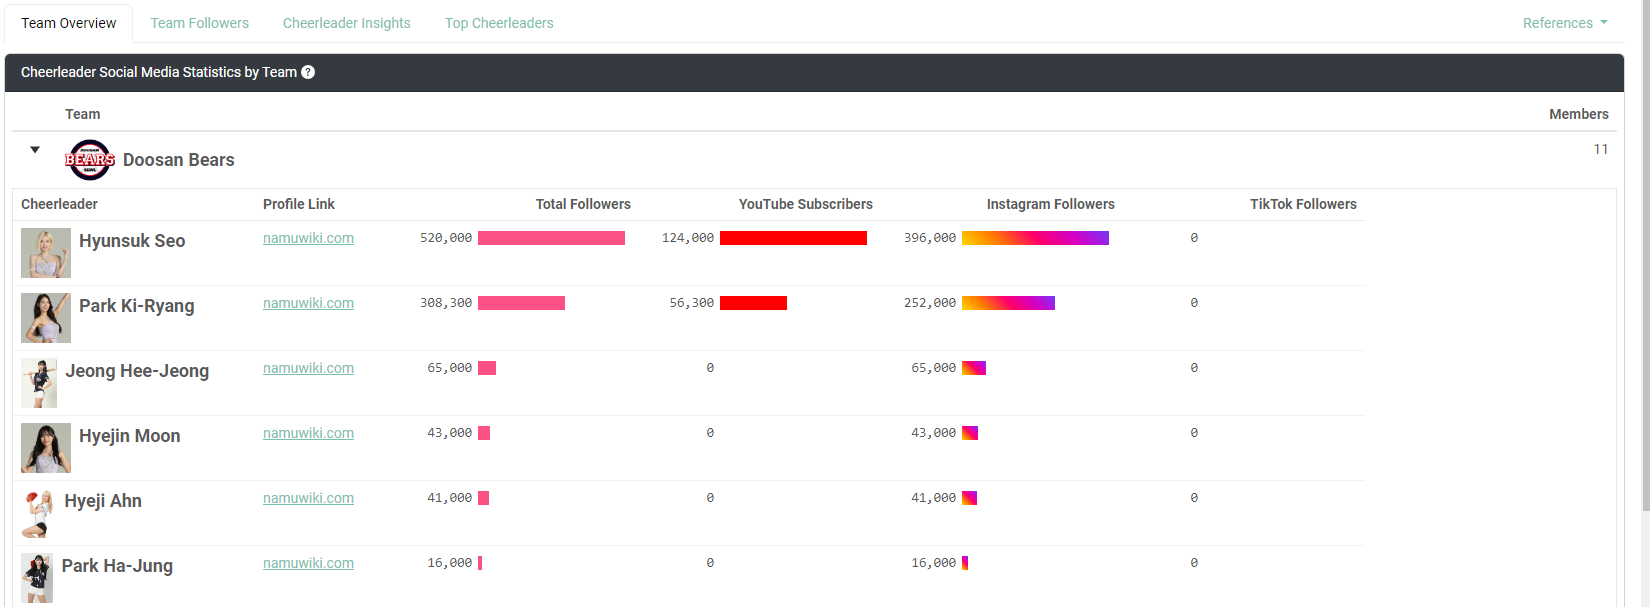 Team Overview Team Followers Cheerleader Insights Top Cheerleaders References
Cheerleader Social Media Statistics by Team ?
Team Members
DOOSAN BEARS Doosan Bears 11
Cheerleader Profile Link Total Followers YouTube Subscribers Instagram Followers TikTok Followers
Hyunsuk Seo namuwiki.com 520,000 124,000 396,000 0
Park Ki-Ryang namuwiki.com 308,300 56,300 252,000 0
Jeong Hee-Jeong namuwiki.com 65,000 0 65,000 0
Hyejin Moon namuwiki.com 43,000 0 43,000 0
Hyeji Ahn namuwiki.com 41,000 0 41,000 0
Park Ha-Jung namuwiki.com 16,000 0 16,000 0